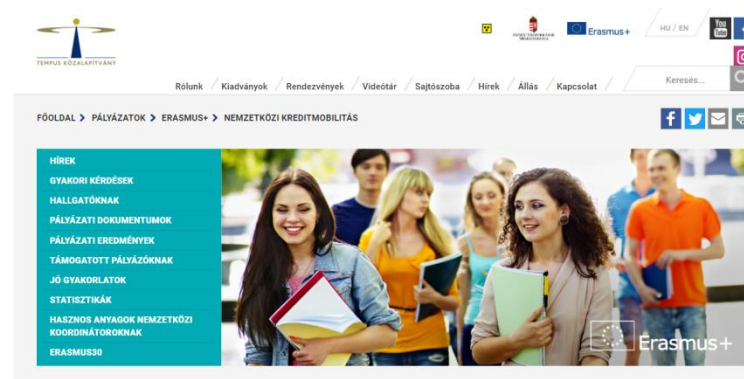 TEMPUS KÖZALAPÍTVÁNY
Erasmus+
HU / EN
You
Tube
Rólunk / Kiadványok / Rendezvények / Videótár / Sajtószoba / Hírek / Állás / Kapcsolat /
Keresés...
FŐOLDAL > PÁLYÁZATOK > ERASMUS+ > NEMZETKÖZI KREDITMOBILITÁS
HÍREK
GYAKORI KÉRDÉSEK
HALLGATÓKNAK
PÁLYÁZATI DOKUMENTUMOK
PÁLYÁZATI EREDMÉNYEK
TÁMOGATOTT PÁLYÁZÓKNAK
JÓ GYAKORLATOK
STATISZTIKÁK
HASZNOS ANYAGOK NEMZETKÖZI
KOORDINÁTOROKNAK
ERASMUS30
Erasmus+